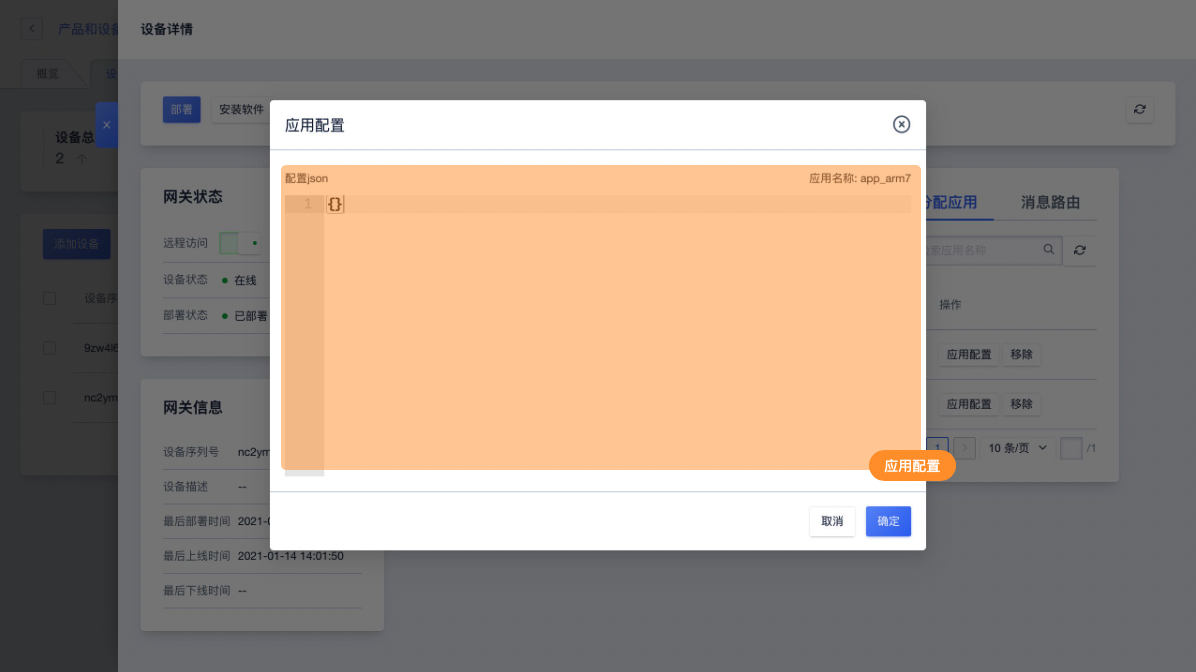 产品和设备
设备详情
概览
设
部署
安装软件
设备总
2 个
添加设备
设备序
9zw4l6
nc2ym
网关状态
远程访问
设备状态
在线
部署状态
已部署
网关信息
设备序列号
nc2ym
设备描述
--
最后部署时间
2021-0
最后上线时间
2021-01-14 14:01:50
最后下线时间
--
应用配置
配置json
应用名称: app_arm7
1
{}
应用配置
取消
确定
分配应用
消息路由
索应用名称
操作
应用配置
移除
应用配置
移除
1
10 条/页
/1